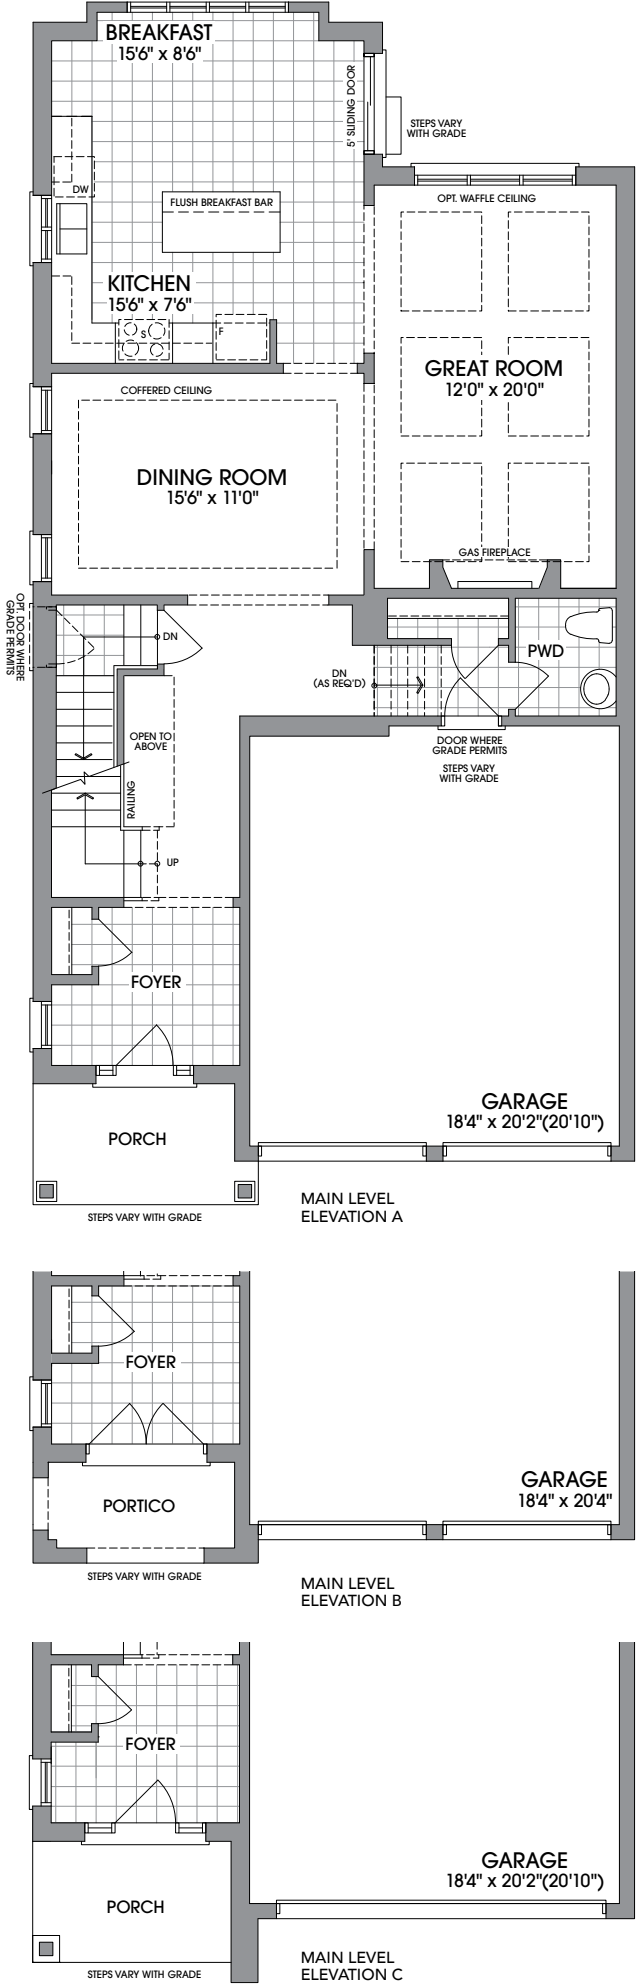 BREAKFAST
15'6" x 8'6"
5' SLIDING DOOR
STEPS VARY
WITH GRADE
DW
FLUSH BREAKFAST BAR
OPT. WAFFLE CEILING
KITCHEN
15'6" x 7'6"
S
F
GREAT ROOM
12'0" x 20'0"
COFFERED CEILING
DINING ROOM
15'6" x 11'0"
GAS FIREPLACE
OPT. DOOR WHERE
GRADE PERMITS
DN
DN
(AS REQ'D)
PWD
OPEN TO
ABOVE
DOOR WHERE
GRADE PERMITS
STEPS VARY
WITH GRADE
RAILING
UP
FOYER
GARAGE
18'4" x 20'2"(20'10")
PORCH
STEPS VARY WITH GRADE
MAIN LEVEL
ELEVATION A
FOYER
GARAGE
18'4" x 20'4"
PORTICO
STEPS VARY WITH GRADE
MAIN LEVEL
ELEVATION B
FOYER
GARAGE
18'4" x 20'2"(20'10")
PORCH
STEPS VARY WITH GRADE
MAIN LEVEL
ELEVATION C